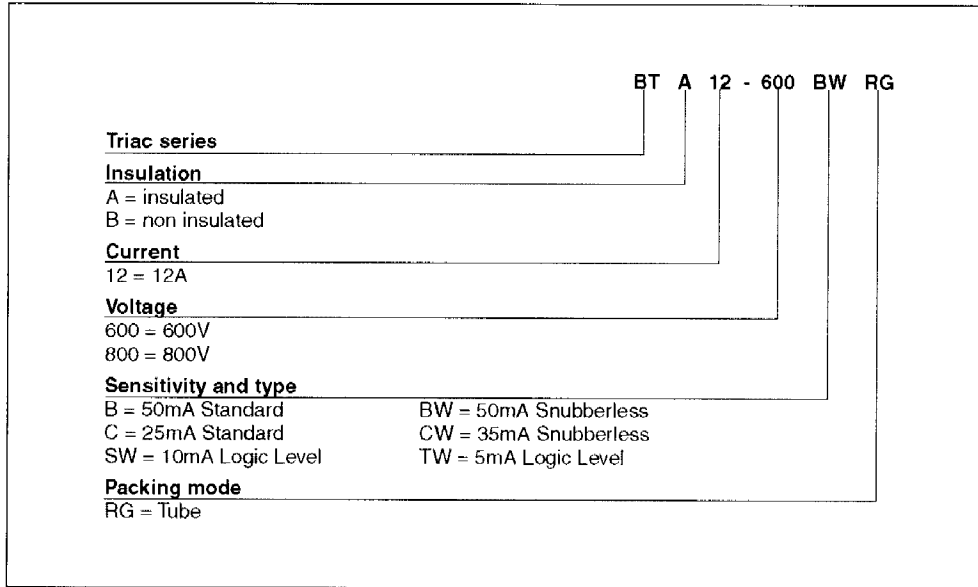 BT A 12 - 600 BW RG
Triac series
Insulation
A = insulated
B = non insulated
Current
12 = 12A
Voltage
600 = 600V
800 = 800V
Sensitivity and type
B = 50mA Standard BW = 50mA Snubberless
C = 25mA Standard CW = 35mA Snubberless
SW = 10mA Logic Level TW = 5mA Logic Level
Packing mode
RG = Tube